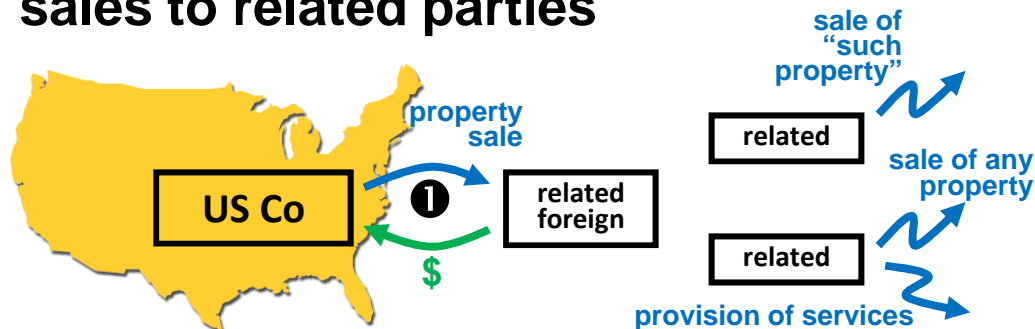 sales to related parties
sale of
“such
property”
property
sale
related
US Co
❶
related
foreign
sale of any
property
$
related
provision of services